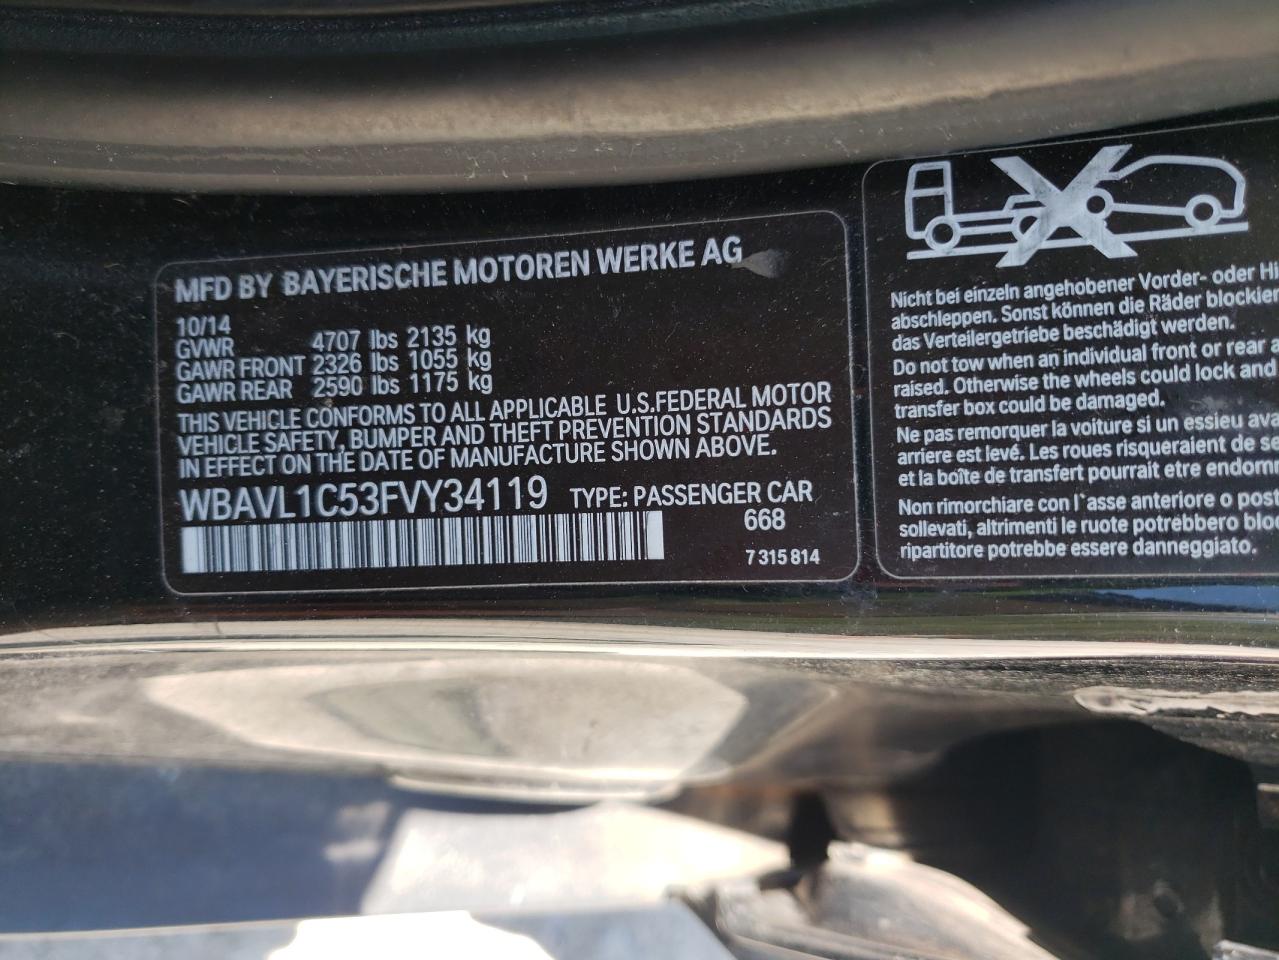 MFD BY BAYERISCHE MOTOREN WERKE AG
10/14
GVWR 4707 lbs 2135 kg
GAWR FRONT 2326 lbs 1055 kg
GAWR REAR 2590 lbs 1175 kg
THIS VEHICLE CONFORMS TO ALL APPLICABLE U.S.FEDERAL MOTOR
VEHICLE SAFETY, BUMPER AND THEFT PREVENTION STANDARDS
IN EFFECT ON THE DATE OF MANUFACTURE SHOWN ABOVE.
WBAVL1C53FVY34119 TYPE: PASSENGER CAR
668
7 315 814
Nicht bei einzeln angehobener Vorder- oder Hi
abschleppen. Sonst können die Räder blockier
das Verteilergetriebe beschädigt werden.
Do not tow when an individual front or rear a
raised. Otherwise the wheels could lock and
transfer box could be damaged.
Ne pas remorquer la voiture si un essieu ava
arriere est levé. Les roues risqueraient de se
et la boîte de transfert pourrait etre endomm
Non rimorchiare con l`asse anteriore o post
sollevati, altrimenti le ruote potrebbero bloc
ripartitore potrebbe essere danneggiato.